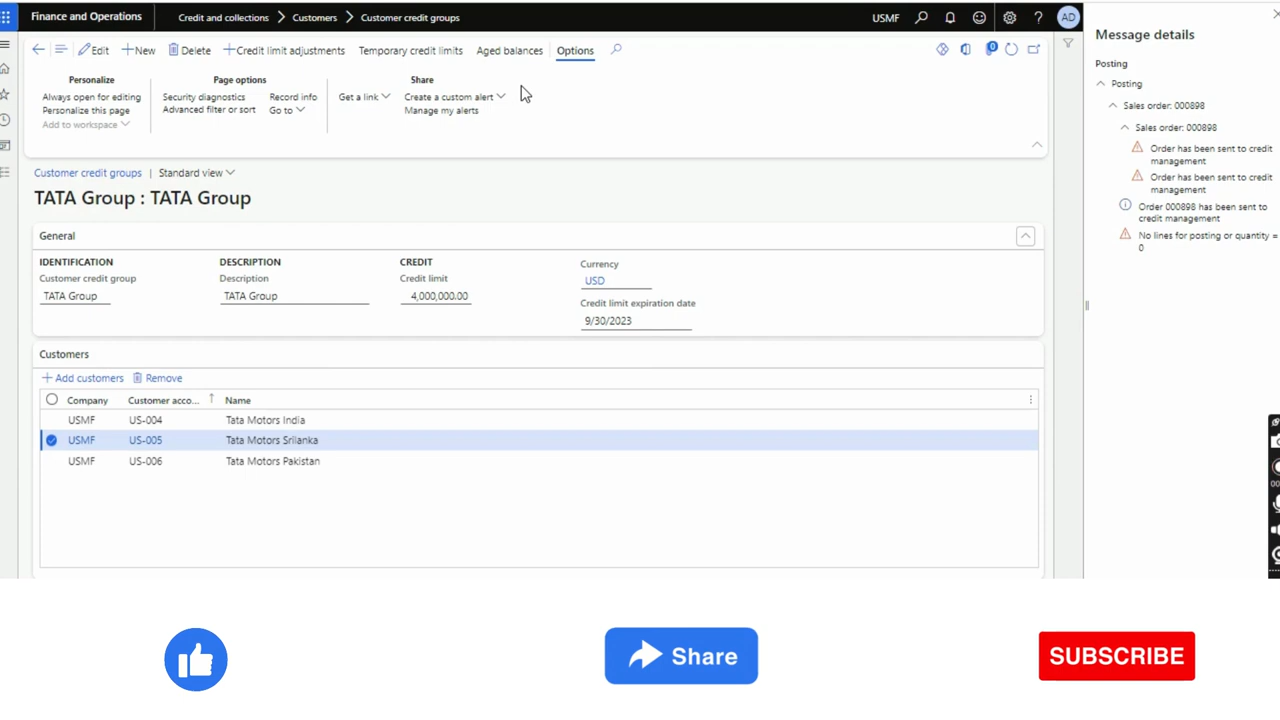 Finance and Operations
Credit and collections
Customers
Customer credit groups
USMF
AD
Edit
New
Delete
Credit limit adjustments
Temporary credit limits
Aged balances
Options
0
Personalize
Always open for editing
Personalize this page
Add to workspace
Page options
Security diagnostics
Advanced filter or sort
Record info
Go to
Share
Get a link
Create a custom alert
Manage my alerts
Customer credit groups | Standard view
TATA Group : TATA Group
General
IDENTIFICATION
Customer credit group
TATA Group
DESCRIPTION
Description
TATA Group
CREDIT
Credit limit
4,000,000.00
Currency
USD
Credit limit expiration date
9/30/2023
Customers
Add customers
Remove
Company Customer acco... Name
USMF US-004 Tata Motors India
USMF US-005 Tata Motors Srilanka
USMF US-006 Tata Motors Pakistan
Message details
Posting
Posting
Sales order: 000898
Sales order: 000898
Order has been sent to credit
management
Order has been sent to credit
management
Order 000898 has been sent to
credit management
No lines for posting or quantity =
0
Share
SUBSCRIBE